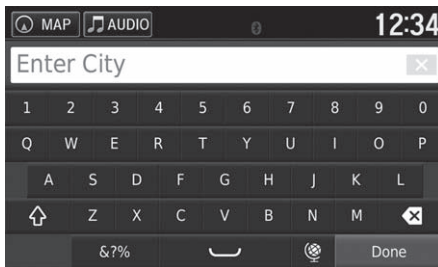 MAP AUDIO 12:34
Enter City
1 2 3 4 5 6 7 8 9 0
Q W E R T Y U I O P
A S D F G H J K L
Z X C V B N M
&?% Done